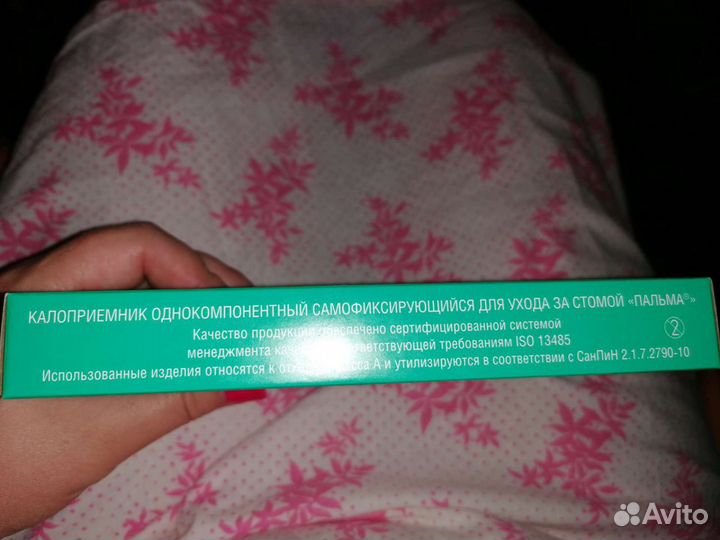 КАЛОПРИЕМНИК ОДНОКОМПОНЕНТНЫЙ САМОФИКСИРУЮЩИЙСЯ ДЛЯ УХОДА ЗА СТОМОЙ «ПАЛЬМА®»
Качество продукции обеспечено сертифицированной системой
менеджмента качества, соответствующей требованиям ISO 13485
2
Использованные изделия относятся к отходам класса А и утилизируются в соответствии с СанПиН 2.1.7.2790-10
Avito